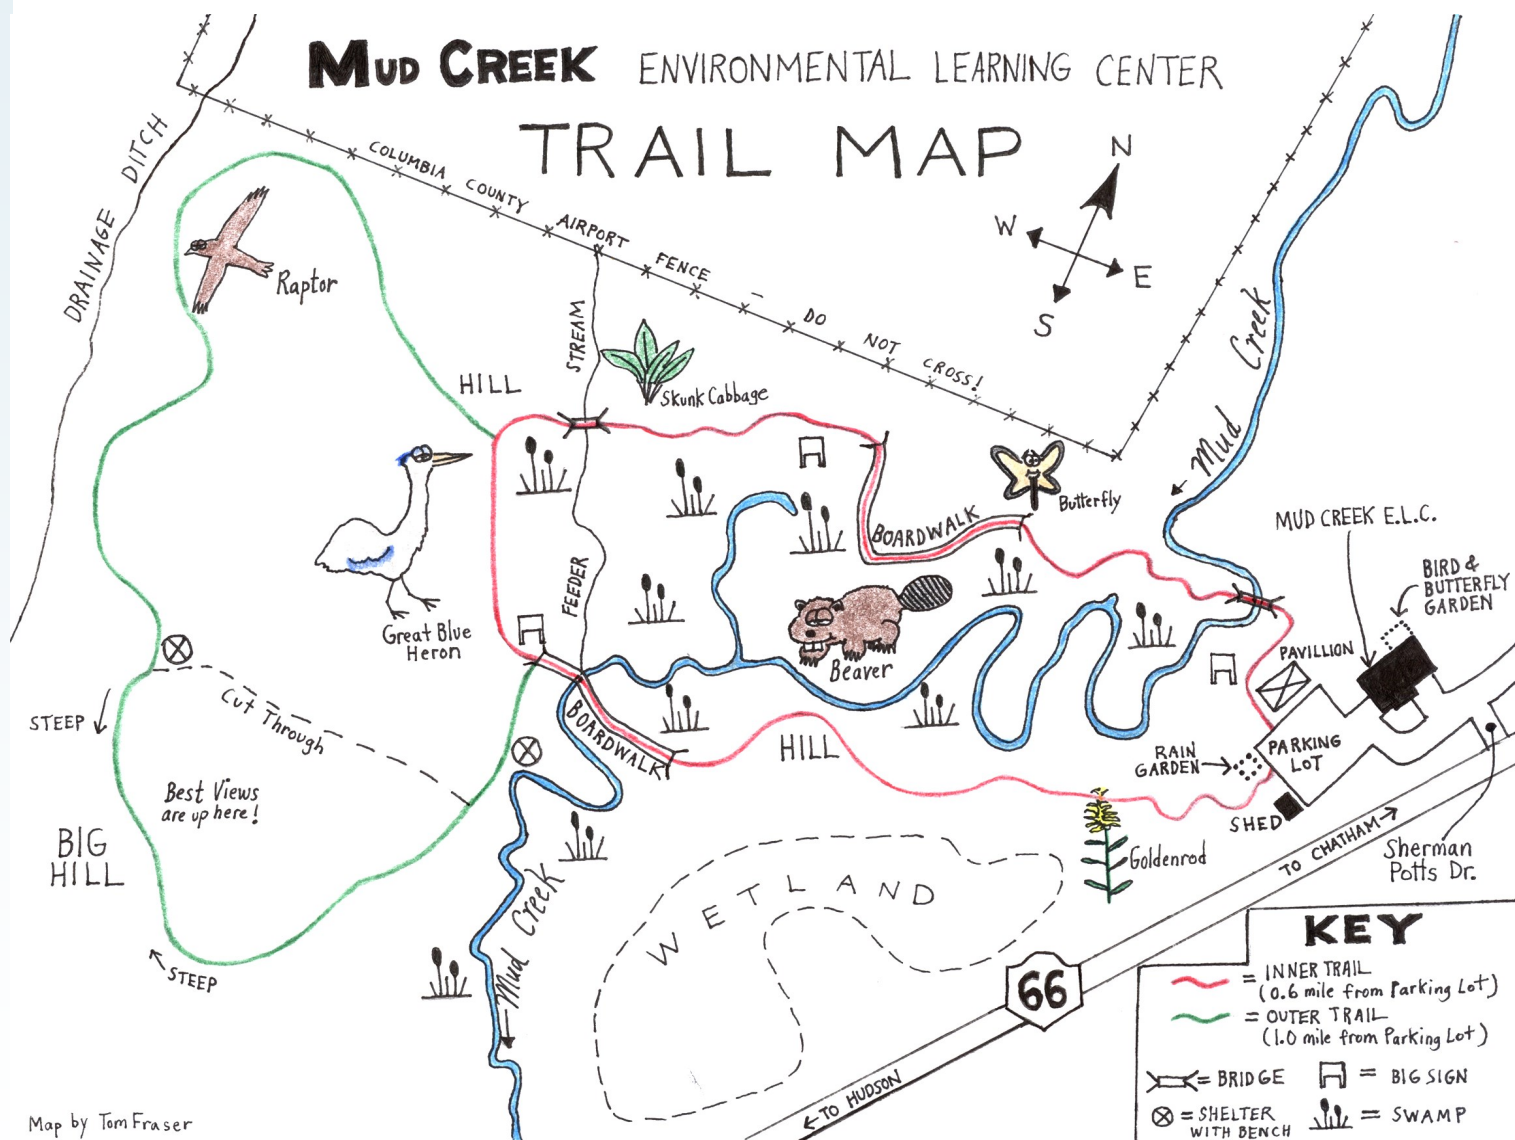 MUD CREEK ENVIRONMENTAL LEARNING CENTER
TRAIL MAP
N
W
E
S
DRAINAGE DITCH
COLUMBIA COUNTY AIRPORT FENCE - DO NOT CROSS!
Raptor
HILL
STREAM
FEEDER
Skunk Cabbage
Great Blue
Heron
BOARDWALK
Butterfly
Mud Creek
MUD CREEK E.L.C.
BIRD &
BUTTERFLY
GARDEN
PAVILLION
Beaver
STEEP
Cut Through
BOARDWALK
HILL
RAIN
GARDEN
PARKING
LOT
SHED
Best Views
are up here!
BIG
HILL
STEEP
Mud Creek
WETLAND
Goldenrod
TO CHATHAM
Sherman
Potts Dr.
66
TO HUDSON
KEY
= INNER TRAIL
(0.6 mile from Parking Lot)
= OUTER TRAIL
(1.0 mile from Parking Lot)
= BRIDGE
= BIG SIGN
= SHELTER
WITH BENCH
= SWAMP
Map by Tom Fraser